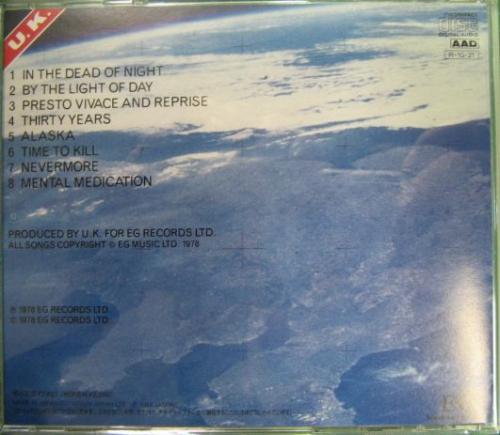 U.K.
COMPACT
disc
DIGITAL AUDIO
AAD
1 IN THE DEAD OF NIGHT
2 BY THE LIGHT OF DAY
3 PRESTO VIVACE AND REPRISE
4 THIRTY YEARS
5 ALASKA
6 TIME TO KILL
7 NEVERMORE
8 MENTAL MEDICATION
PRODUCED BY U.K. FOR EG RECORDS LTD.
ALL SONGS COPYRIGHT © EG MUSIC LTD. 1978
℗ 1978 EG RECORDS LTD.
© 1978 EG RECORDS LTD.